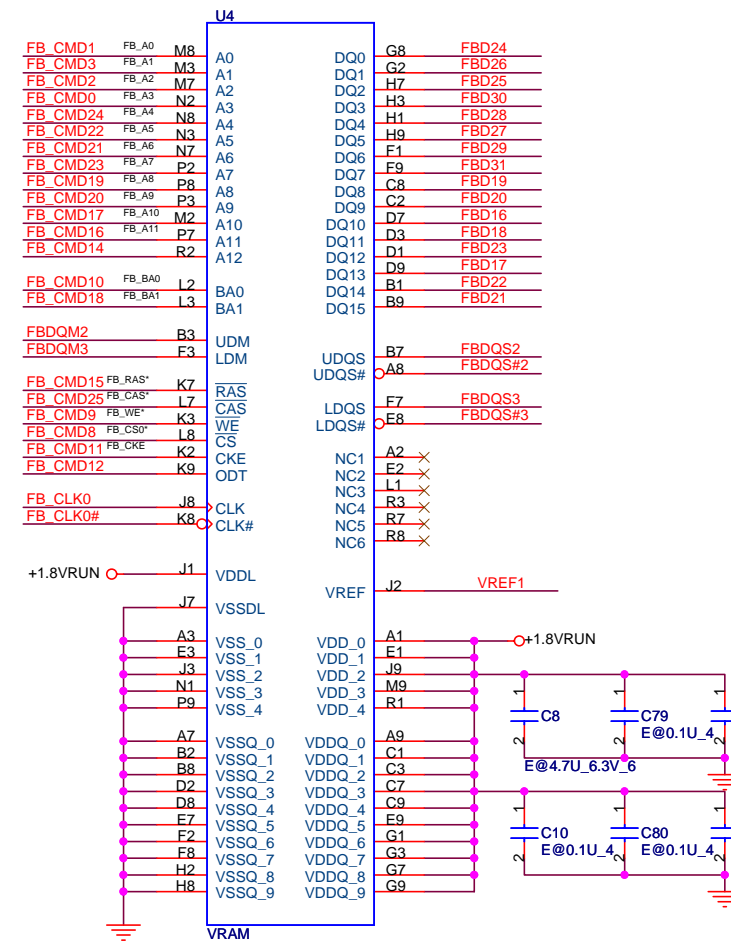 U4
FB_CMD1 FB_A0 M8 A0 DQ0 G8 FBD24
FB_CMD3 FB_A1 M3 A1 DQ1 G2 FBD26
FB_CMD2 FB_A2 M7 A2 DQ2 H7 FBD25
FB_CMD0 FB_A3 N2 A3 DQ3 H3 FBD30
FB_CMD24 FB_A4 N8 A4 DQ4 H1 FBD28
FB_CMD22 FB_A5 N3 A5 DQ5 H9 FBD27
FB_CMD21 FB_A6 N7 A6 DQ6 F1 FBD29
FB_CMD23 FB_A7 P2 A7 DQ7 F9 FBD31
FB_CMD19 FB_A8 P8 A8 DQ8 C8 FBD19
FB_CMD20 FB_A9 P3 A9 DQ9 C2 FBD20
FB_CMD17 FB_A10 M2 A10 DQ10 D7 FBD16
FB_CMD16 FB_A11 P7 A11 DQ11 D3 FBD18
FB_CMD14 R2 A12 DQ12 D1 FBD23
DQ13 D9 FBD17
FB_CMD10 FB_BA0 L2 BA0 DQ14 B1 FBD22
FB_CMD18 FB_BA1 L3 BA1 DQ15 B9 FBD21
FBDQM2 B3 UDM
FBDQM3 F3 LDM UDQS B7 FBDQS2
UDQS# A8 FBDQS#2
FB_CMD15 FB_RAS* K7 RAS
FB_CMD25 FB_CAS* L7 CAS LDQS F7 FBDQS3
FB_CMD9 FB_WE* K3 WE LDQS# E8 FBDQS#3
FB_CMD8 FB_CS0* L8 CS
FB_CMD11 FB_CKE K2 CKE NC1 A2
FB_CMD12 K9 ODT NC2 E2
NC3 L1
FB_CLK0 J8 CLK NC4 R3
FB_CLK0# K8 CLK# NC5 R7
NC6 R8
+1.8VRUN J1 VDDL
VREF J2 VREF1
J7 VSSDL
A3 VSS_0 VDD_0 A1 +1.8VRUN
E3 VSS_1 VDD_1 E1
J3 VSS_2 VDD_2 J9
N1 VSS_3 VDD_3 M9 1 1 1
P9 VSS_4 VDD_4 R1 C8 C79
E@0.1U_4
A7 VSSQ_0 VDDQ_0 A9 2 2 2
B2 VSSQ_1 VDDQ_1 C1 E@4.7U_6.3V_6
B8 VSSQ_2 VDDQ_2 C3
D2 VSSQ_3 VDDQ_3 C7
D8 VSSQ_4 VDDQ_4 C9 1 1 1
E7 VSSQ_5 VDDQ_5 E9 C10 C80
F2 VSSQ_6 VDDQ_6 G1 E@0.1U_4 E@0.1U_4
F8 VSSQ_7 VDDQ_7 G3 2 2 2
H2 VSSQ_8 VDDQ_8 G7
H8 VSSQ_9 VDDQ_9 G9
VRAM